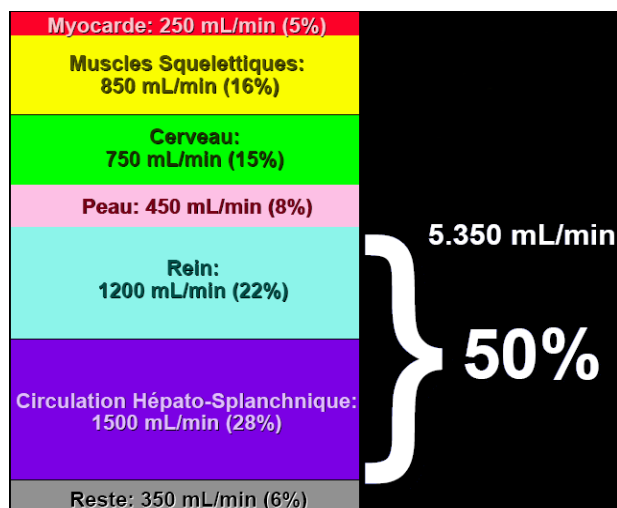 Myocarde: 250 mL/min (5%)
Muscles Squelettiques:
850 mL/min (16%)
Cerveau:
750 mL/min (15%)
Peau: 450 mL/min (8%)
Rein:
1200 mL/min (22%)
Circulation Hépato-Splanchnique:
1500 mL/min (28%)
Reste: 350 mL/min (6%)
5.350 mL/min
50%